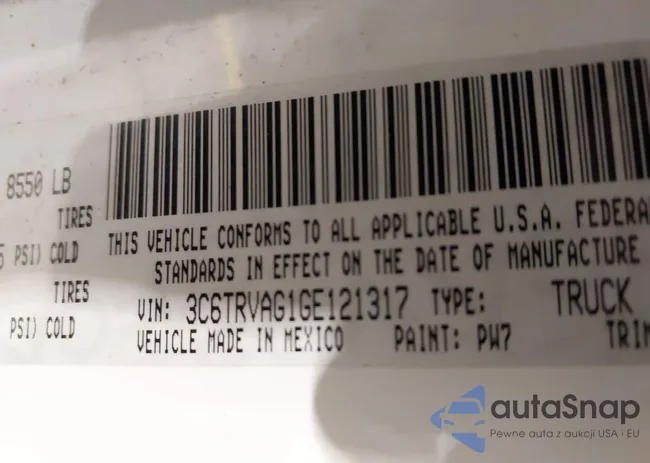 8550 LB
TIRES
5 PSI) COLD
TIRES
PSI) COLD
THIS VEHICLE CONFORMS TO ALL APPLICABLE U.S.A. FEDERA
STANDARDS IN EFFECT ON THE DATE OF MANUFACTURE
VIN: 3C6TRVAG1GE121317 TYPE: TRUCK
VEHICLE MADE IN MEXICO PAINT: PW7 TRIM
autaSnap
Pewne auta z aukcji USA i EU